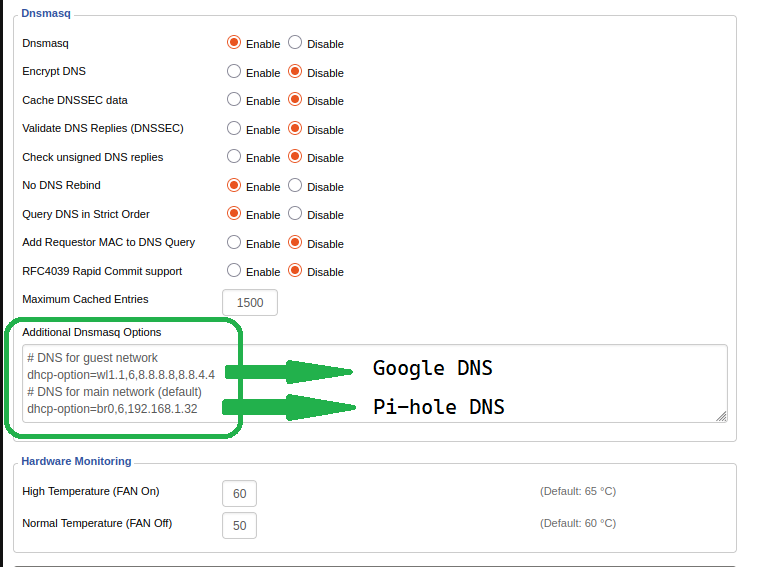 Dnsmasq
Dnsmasq Enable Disable
Encrypt DNS Enable Disable
Cache DNSSEC data Enable Disable
Validate DNS Replies (DNSSEC) Enable Disable
Check unsigned DNS replies Enable Disable
No DNS Rebind Enable Disable
Query DNS in Strict Order Enable Disable
Add Requestor MAC to DNS Query Enable Disable
RFC4039 Rapid Commit support Enable Disable
Maximum Cached Entries 1500
Additional Dnsmasq Options
# DNS for guest network
dhcp-option=wl1.1,6,8.8.8.8,8.8.4.4 Google DNS
# DNS for main network (default)
dhcp-option=br0,6,192.168.1.32 Pi-hole DNS
Hardware Monitoring
High Temperature (FAN On) 60 (Default: 65 °C)
Normal Temperature (FAN Off) 50 (Default: 60 °C)